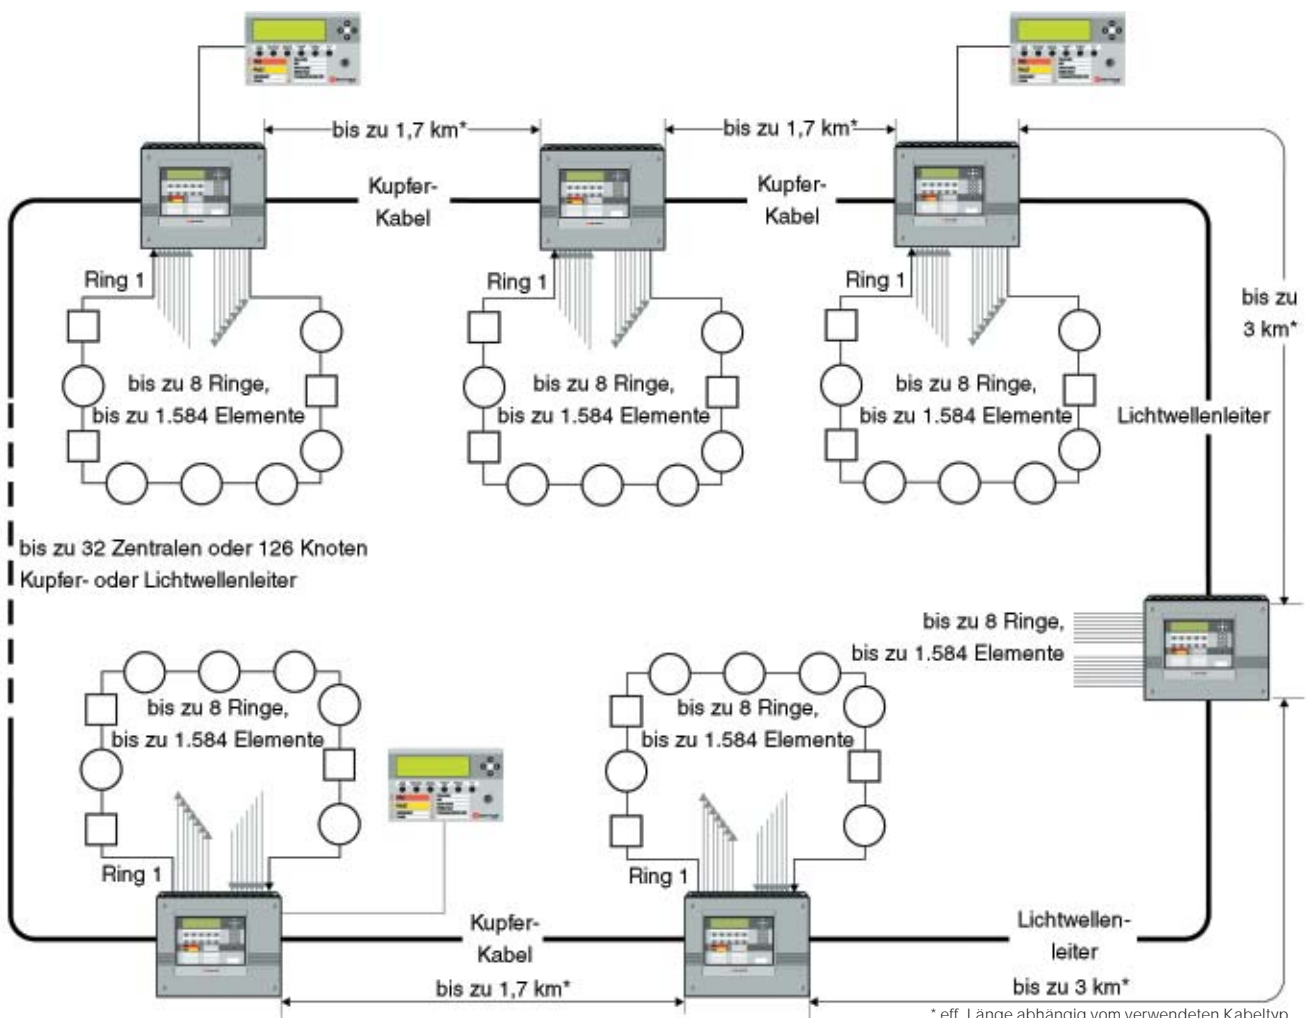 bis zu 1,7 km*
bis zu 1,7 km*
Kupfer-
Kabel
Kupfer-
Kabel
Ring 1
Ring 1
Ring 1
bis zu
3 km*
bis zu 8 Ringe,
bis zu 1.584 Elemente
bis zu 8 Ringe,
bis zu 1.584 Elemente
bis zu 8 Ringe,
bis zu 1.584 Elemente
Lichtwellenleiter
bis zu 32 Zentralen oder 126 Knoten
Kupfer- oder Lichtwellenleiter
bis zu 8 Ringe,
bis zu 1.584 Elemente
bis zu 8 Ringe,
bis zu 1.584 Elemente
bis zu 8 Ringe,
bis zu 1.584 Elemente
Ring 1
Ring 1
Kupfer-
Kabel
bis zu 1,7 km*
Lichtwellen-
leiter
bis zu 3 km*
* eff. Länge abhängig vom verwendeten Kabeltyp